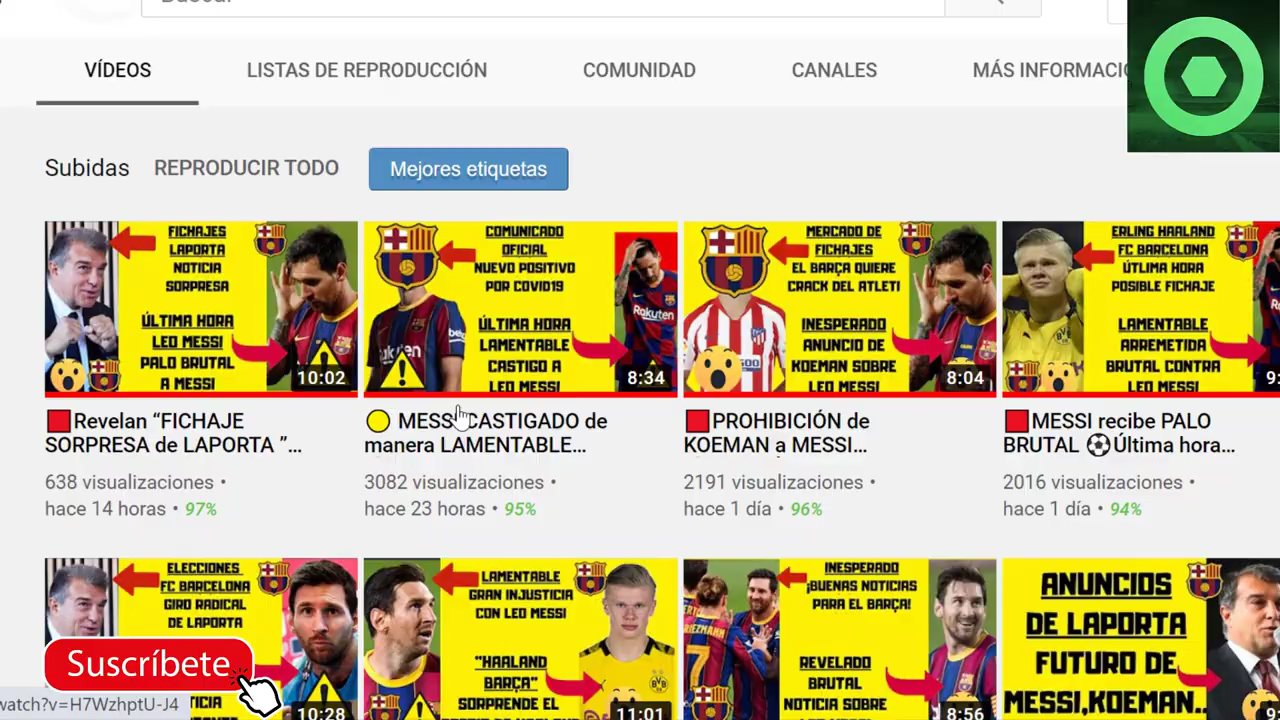 Buscar
VÍDEOS
LISTAS DE REPRODUCCIÓN
COMUNIDAD
CANALES
MÁS INFORMACIÓ
Subidas
REPRODUCIR TODO
Mejores etiquetas
FICHAJES
LAPORTA
NOTICIA
SORPRESA
ÚLTIMA HORA
LEO MESSI
PALO BRUTAL
A MESSI
10:02
COMUNICADO
OFICIAL
NUEVO POSITIVO
POR COVID19
ÚLTIMA HORA
LAMENTABLE
CASTIGO A
LEO MESSI
Rakuten
8:34
MERCADO DE
FICHAJES
EL BARÇA QUIERE
CRACK DEL ATLETI
INESPERADO
ANUNCIO DE
KOEMAN SOBRE
LEO MESSI
8:04
ERLING HAALAND
FC BARCELONA
ÚTLIMA HORA
POSIBLE FICHAJE
LAMENTABLE
ARREMETIDA
BRUTAL CONTRA
LEO MESSI
9:
Revelan “FICHAJE
SORPRESA de LAPORTA ”...
638 visualizaciones •
hace 14 horas • 97%
MESSI CASTIGADO de
manera LAMENTABLE...
3082 visualizaciones •
hace 23 horas • 95%
PROHIBICIÓN de
KOEMAN a MESSI...
2191 visualizaciones •
hace 1 día • 96%
MESSI recibe PALO
BRUTAL ⚽Última hora...
2016 visualizaciones •
hace 1 día • 94%
ELECCIONES
FC BARCELONA
GIRO RADICAL
DE LAPORTA
TICIA
10:28
LAMENTABLE
GRAN INJUSTICIA
CON LEO MESSI
"HAALAND
BARÇA"
SORPRENDE EL
11:01
INESPERADO
¡BUENAS NOTICIAS
PARA EL BARÇA!
REVELADO
BRUTAL
NOTICIA SOBRE
8:56
ANUNCIOS
DE LAPORTA
FUTURO DE
MESSI,KOEMAN..
9:
Suscríbete
watch?v=H7WzhptU-J4